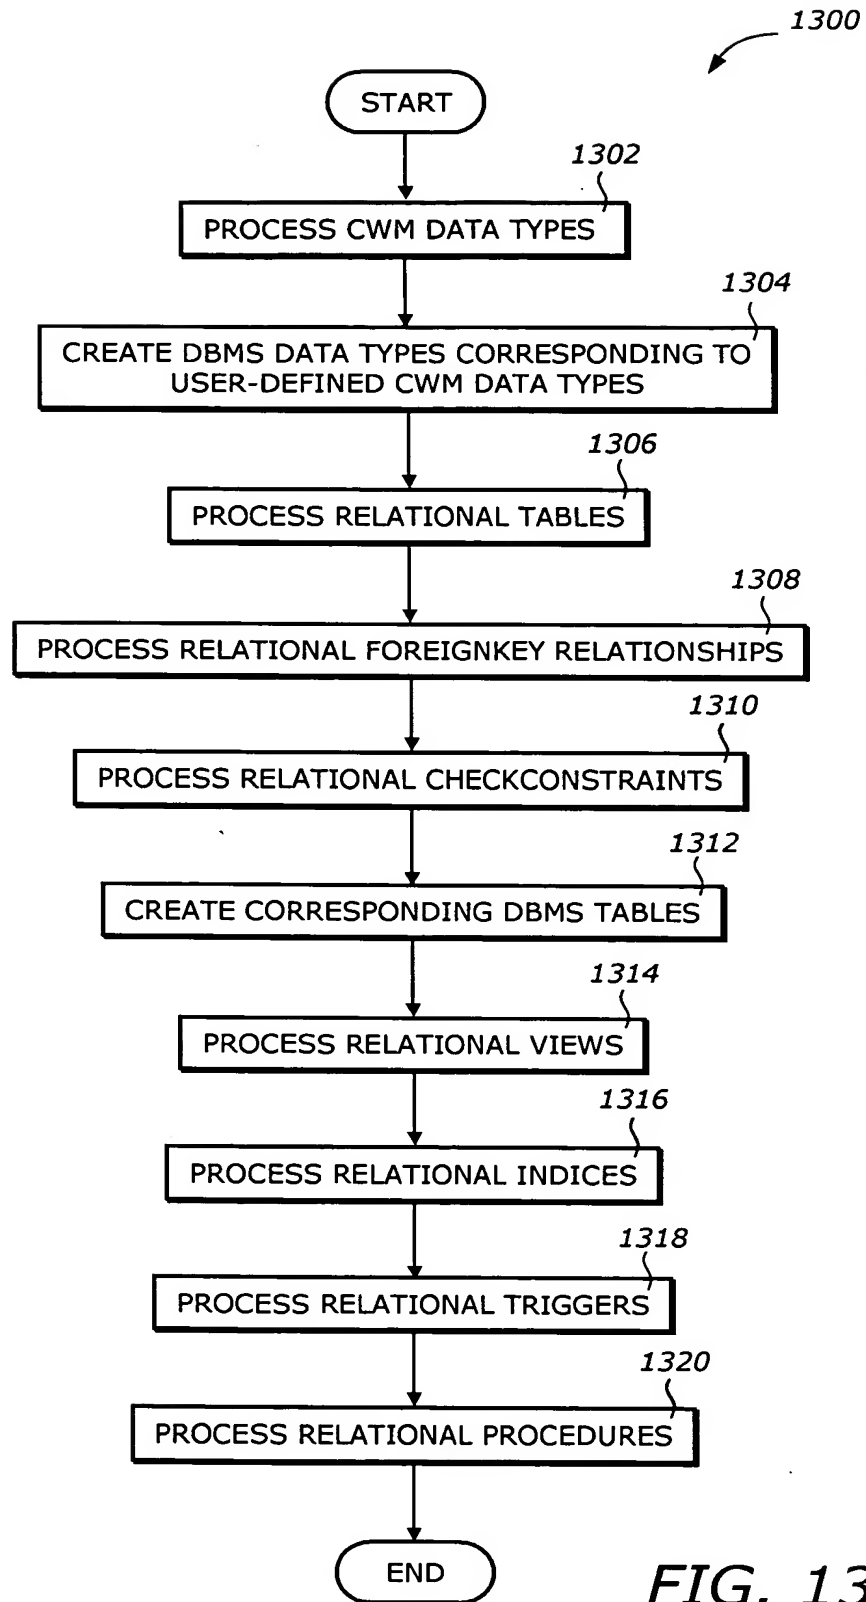 1300
START
1302
PROCESS CWM DATA TYPES
1304
CREATE DBMS DATA TYPES CORRESPONDING TO
USER-DEFINED CWM DATA TYPES
1306
PROCESS RELATIONAL TABLES
1308
PROCESS RELATIONAL FOREIGNKEY RELATIONSHIPS
1310
PROCESS RELATIONAL CHECKCONSTRAINTS
1312
CREATE CORRESPONDING DBMS TABLES
1314
PROCESS RELATIONAL VIEWS
1316
PROCESS RELATIONAL INDICES
1318
PROCESS RELATIONAL TRIGGERS
1320
PROCESS RELATIONAL PROCEDURES
END
FIG. 13